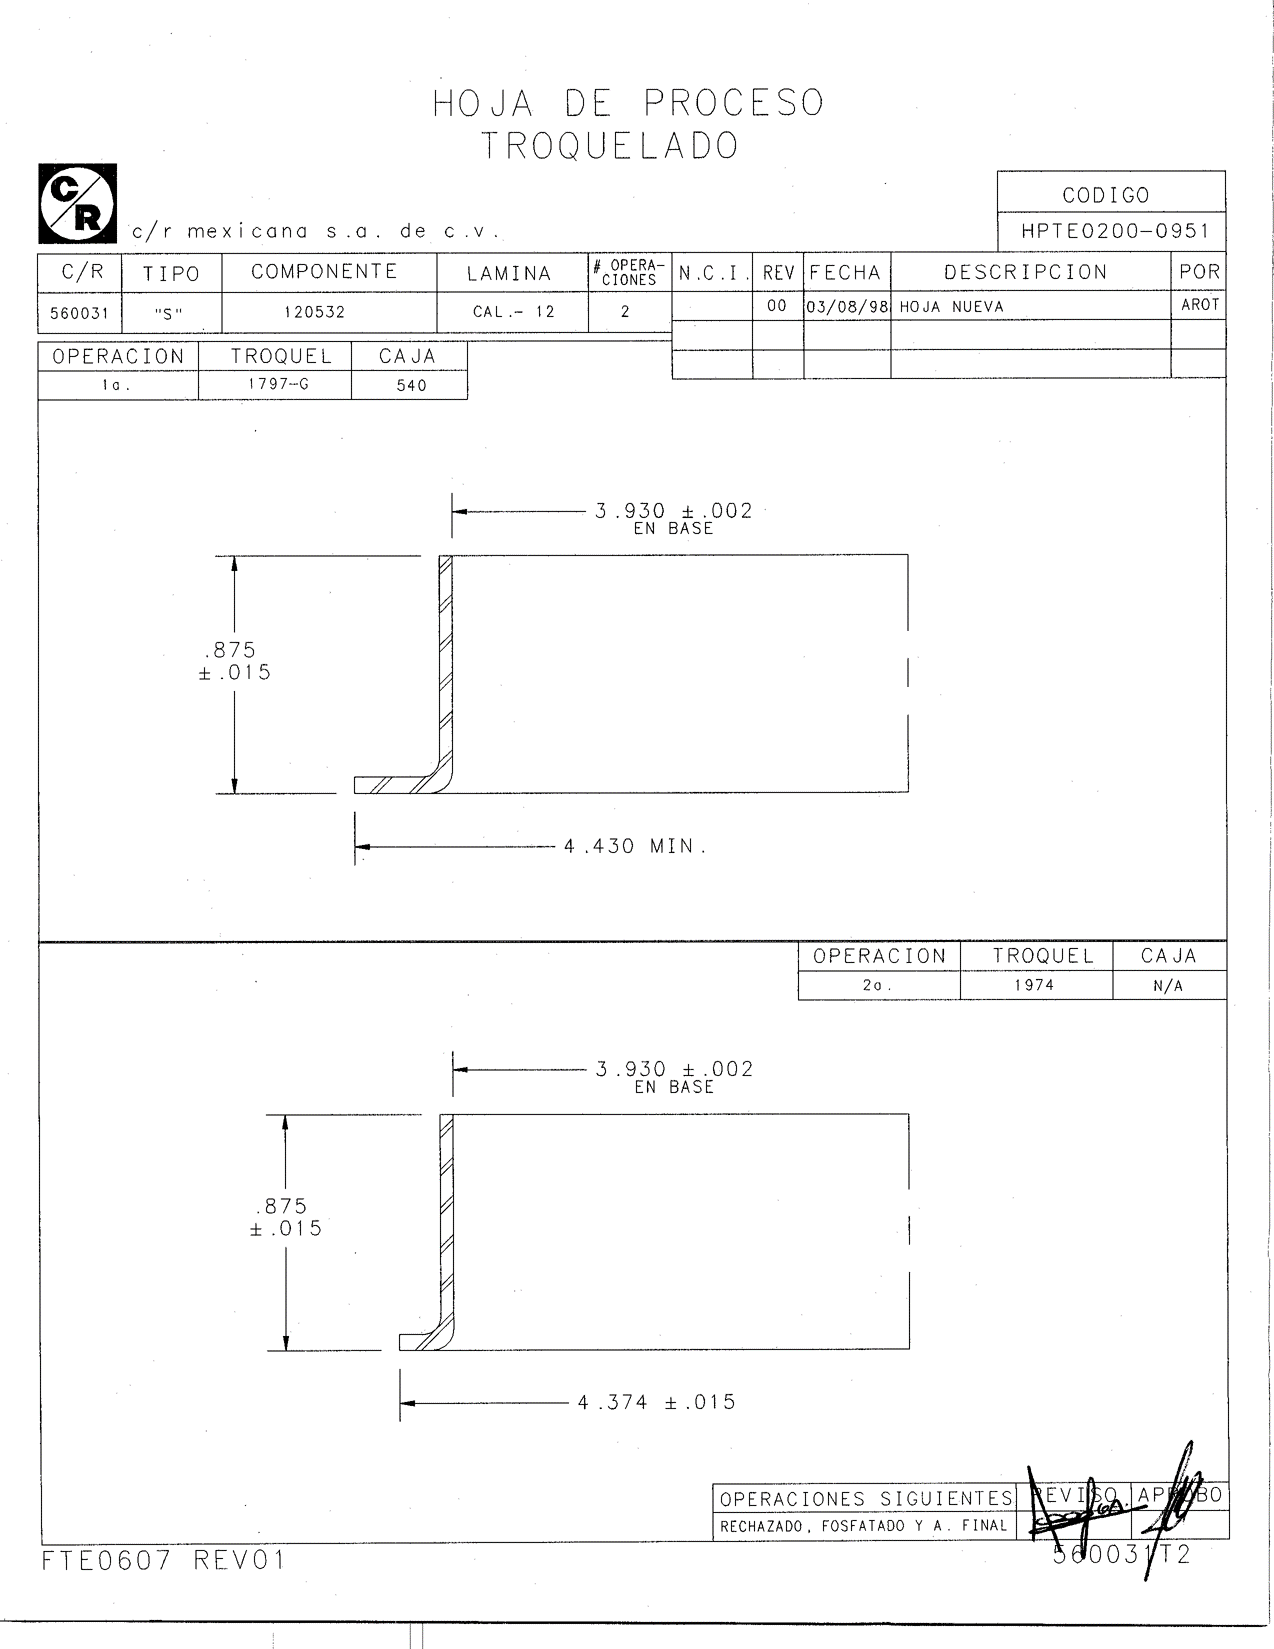 HOJA DE PROCESO
TROQUELADO
C/R
c/r mexicana s.a. de c.v.
CODIGO
HPTE0200-0951
C/R TIPO COMPONENTE LAMINA # OPERA-CIONES N.C.I. REV FECHA DESCRIPCION POR
560031 "S" 120532 CAL.- 12 2 00 03/08/98 HOJA NUEVA AROT
OPERACION TROQUEL CAJA
1a. 1797-G 540
3.930 ±.002
EN BASE
.875
±.015
4.430 MIN.
OPERACION TROQUEL CAJA
2a. 1974 N/A
3.930 ±.002
EN BASE
.875
±.015
4.374 ±.015
OPERACIONES SIGUIENTES REVISO APROBO
RECHAZADO, FOSFATADO Y A. FINAL
FTE0607 REV01
560031T2